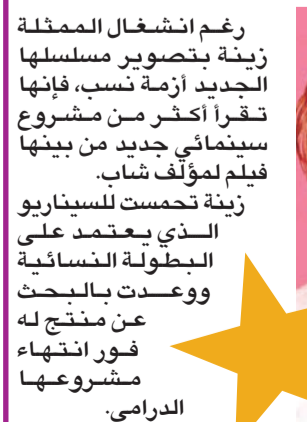 رغم انشغال الممثلة
زينة بتصوير مسلسلها
الجديد أزمة نسب، فإنها
تقرأ أكثر من مشروع
سينمائي جديد من بينها
فيلم لمؤلف شاب.
زينة تحمست للسيناريو
الذي يعتمد على
البطولة النسائية
ووعدت بالبحث
عن منتج له
فور انتهاء
مشروعها
الدرامي.